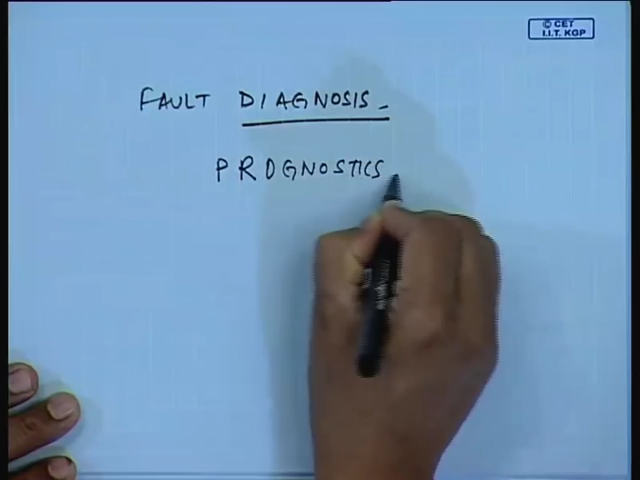 © CET
I.I.T. KGP
FAULT DIAGNOSIS
PROGNOSTICS